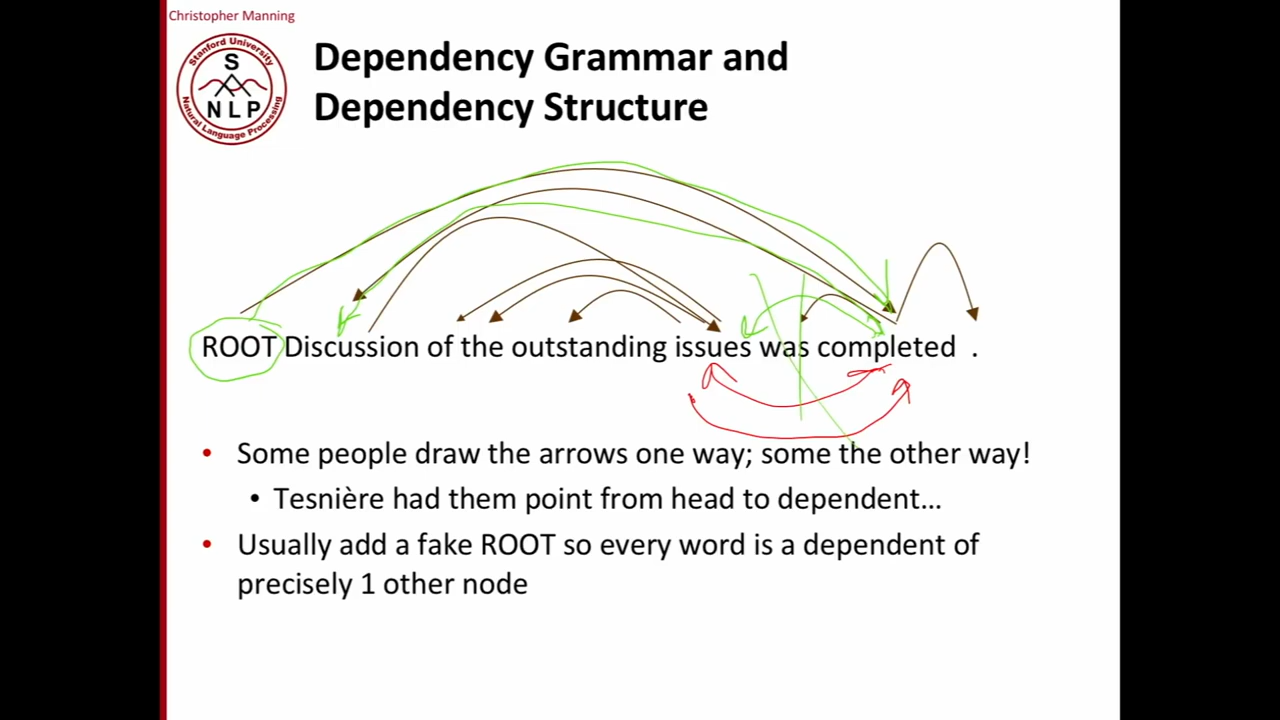 Christopher Manning
Stanford University
S
NLP
Natural Language Processing
Dependency Grammar and
Dependency Structure
ROOT Discussion of the outstanding issues was completed .
• Some people draw the arrows one way; some the other way!
• Tesnière had them point from head to dependent…
• Usually add a fake ROOT so every word is a dependent of
precisely 1 other node